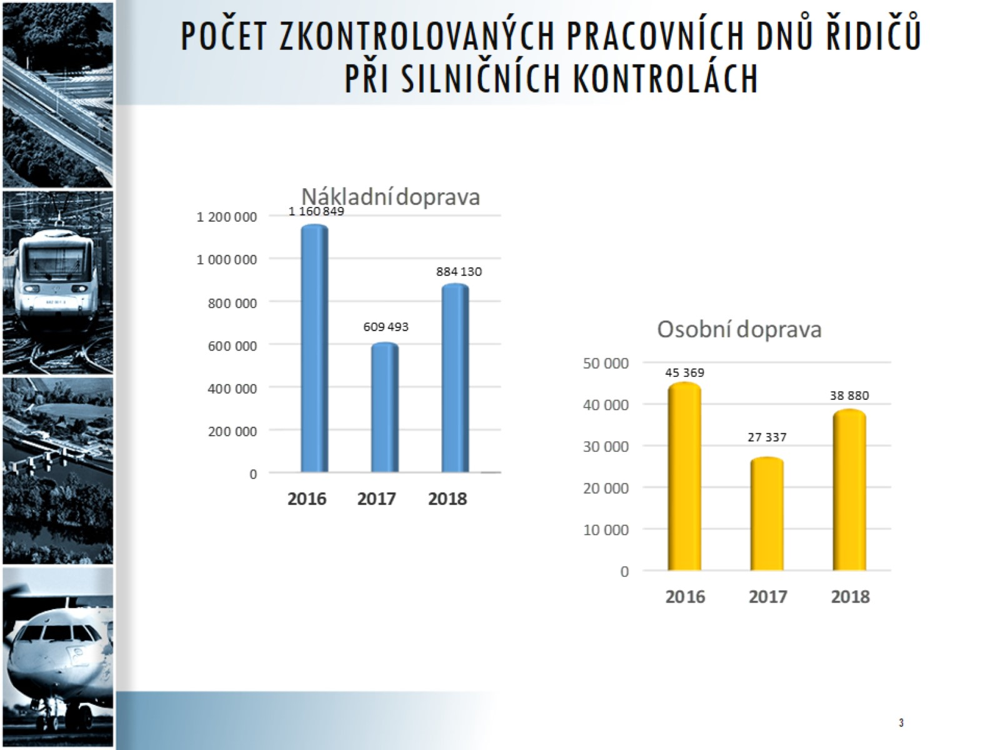 POČET ZKONTROLOVANÝCH PRACOVNÍCH DNŮ ŘIDIČŮ
PŘI SILNIČNÍCH KONTROLÁCH
Nákladní doprava
1 160 849
1 200 000
1 000 000
884 130
800 000
609 493
600 000
400 000
200 000
0
2016 2017 2018
Osobní doprava
50 000
45 369
38 880
40 000
27 337
30 000
20 000
10 000
0
2016 2017 2018
3